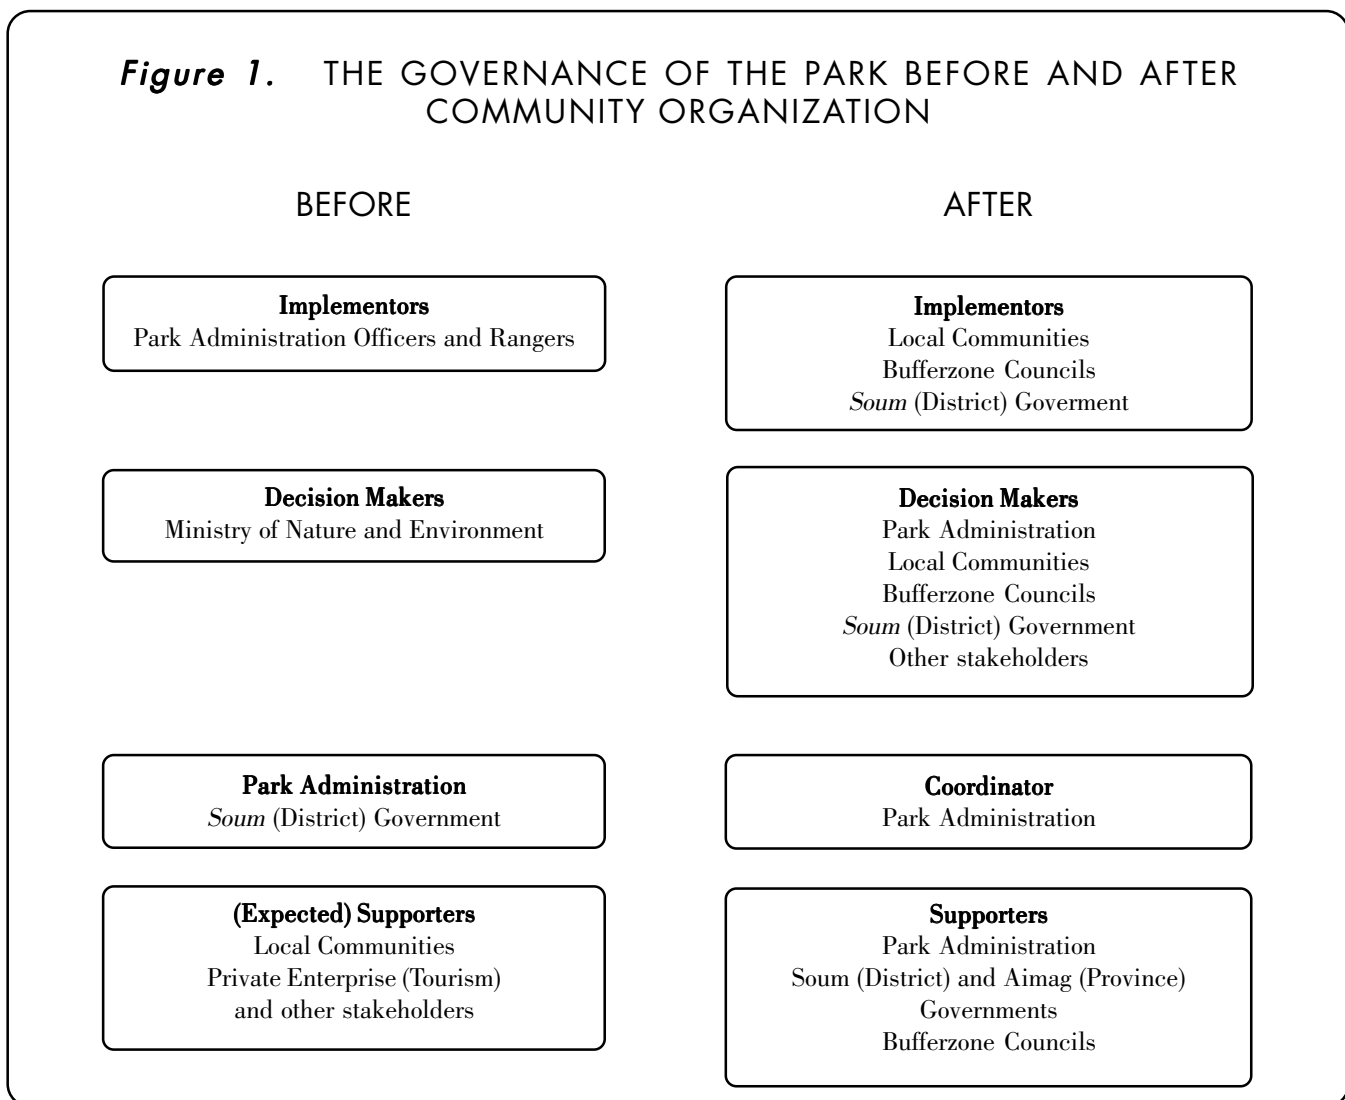 Figure 1. THE GOVERNANCE OF THE PARK BEFORE AND AFTER
COMMUNITY ORGANIZATION
BEFORE
Implementors
Park Administration Officers and Rangers
Decision Makers
Ministry of Nature and Environment
Park Administration
Soum (District) Government
(Expected) Supporters
Local Communities
Private Enterprise (Tourism)
and other stakeholders
AFTER
Implementors
Local Communities
Bufferzone Councils
Soum (District) Goverment
Decision Makers
Park Administration
Local Communities
Bufferzone Councils
Soum (District) Government
Other stakeholders
Coordinator
Park Administration
Supporters
Park Administration
Soum (District) and Aimag (Province)
Governments
Bufferzone Councils